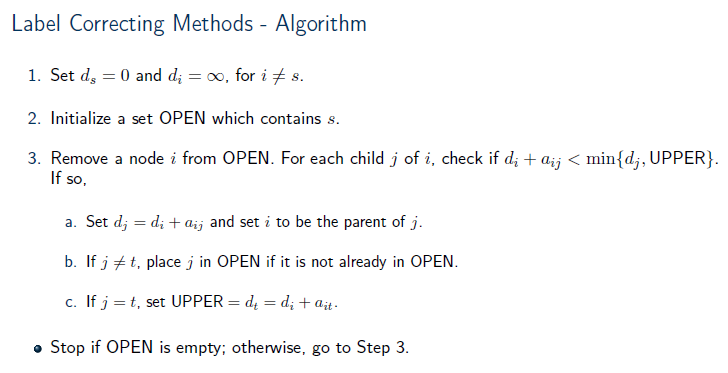 Label Correcting Methods - Algorithm
1. Set $d_s = 0$ and $d_i = \infty$, for $i \neq s$.
2. Initialize a set OPEN which contains $s$.
3. Remove a node $i$ from OPEN. For each child $j$ of $i$, check if $d_i + a_{ij} < \min\{d_j, \text{UPPER}\}$.
If so,
a. Set $d_j = d_i + a_{ij}$ and set $i$ to be the parent of $j$.
b. If $j \neq t$, place $j$ in OPEN if it is not already in OPEN.
c. If $j = t$, set UPPER $= d_t = d_i + a_{it}$.
• Stop if OPEN is empty; otherwise, go to Step 3.